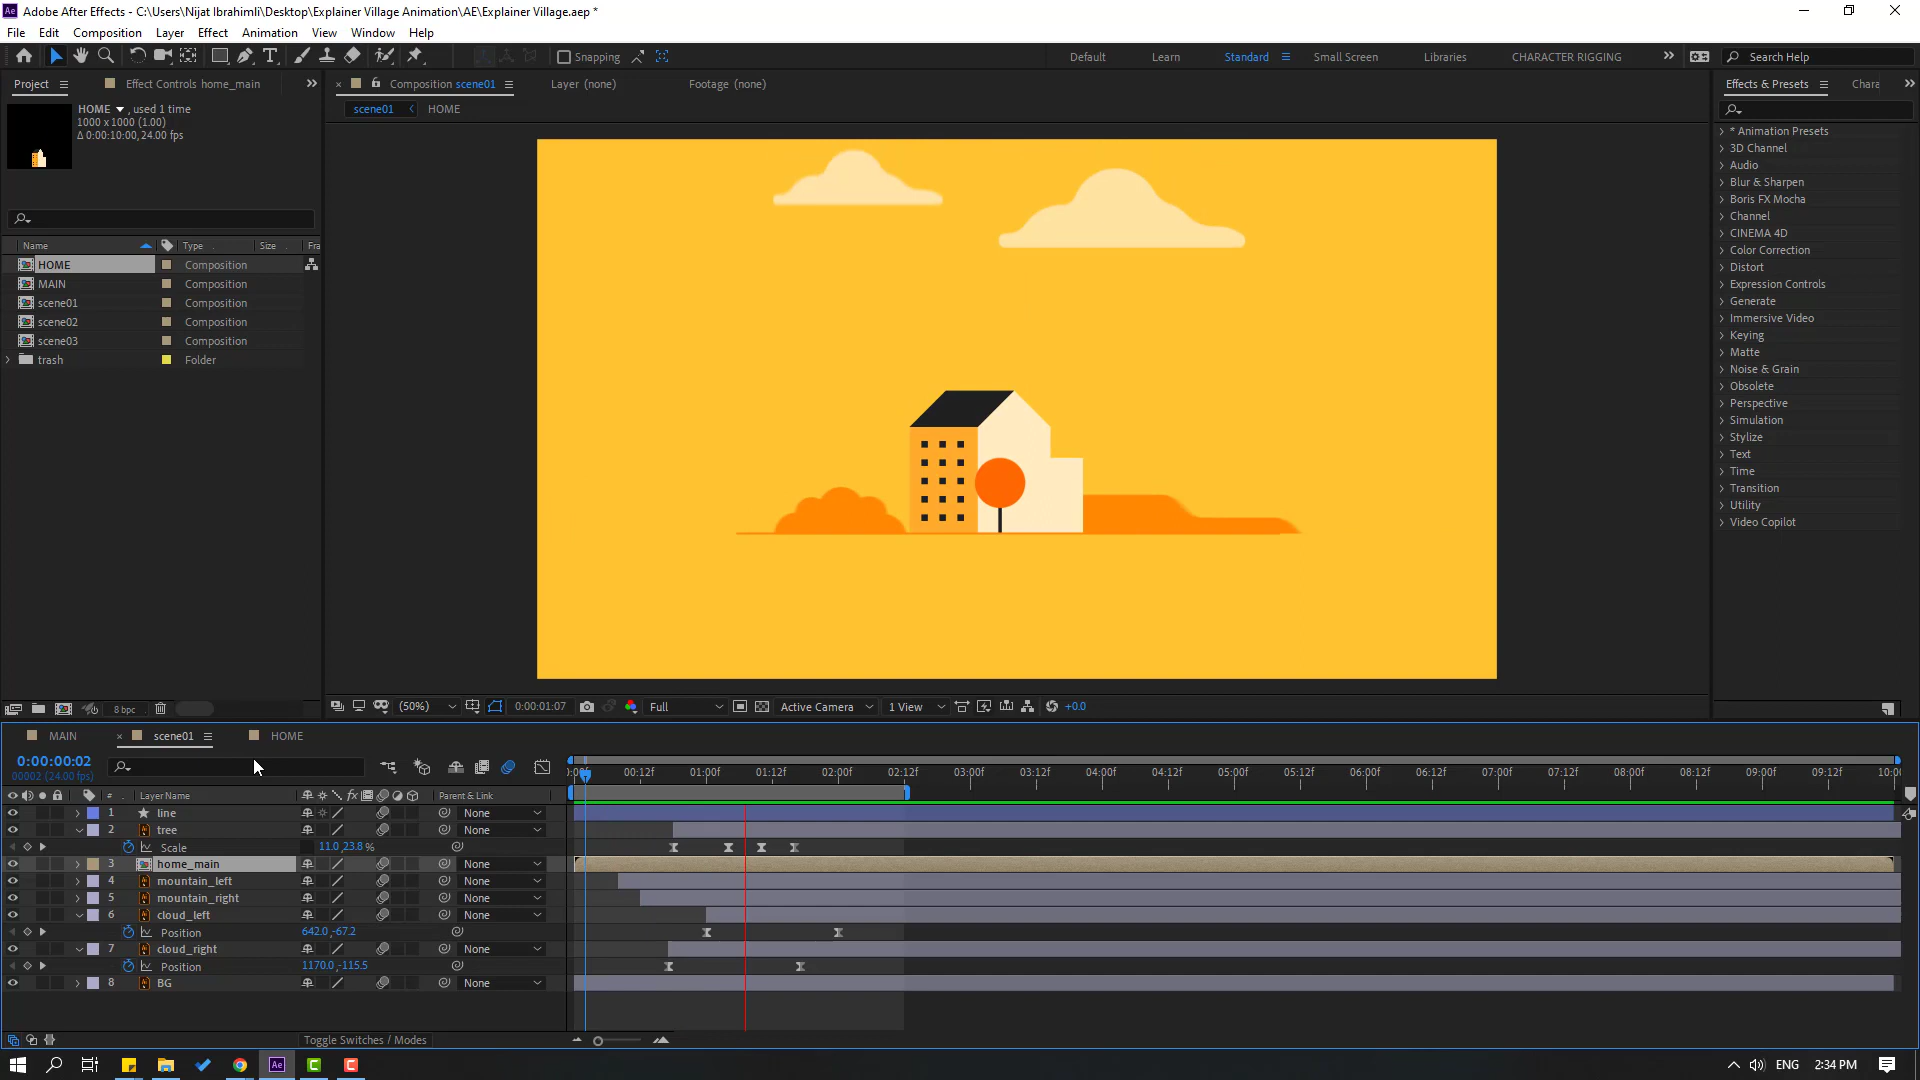 Adobe After Effects - C:\Users\Nijat Ibrahimli\Desktop\Explainer Village Animation\AE\Explainer Village.aep *
File Edit Composition Layer Effect Animation View Window Help
Snapping Default Learn Standard Small Screen Libraries CHARACTER RIGGING Search Help
Project Effect Controls home_main Composition scene01 Layer (none) Footage (none) Effects & Presets Chara
HOME , used 1 time
1000 x 1000 (1.00)
Δ 0:00:10:00, 24.00 fps
scene01 HOME
Name Type Size Fra
HOME Composition
MAIN Composition
scene01 Composition
scene02 Composition
scene03 Composition
trash Folder
* Animation Presets
3D Channel
Audio
Blur & Sharpen
Boris FX Mocha
Channel
CINEMA 4D
Color Correction
Distort
Expression Controls
Generate
Immersive Video
Keying
Matte
Noise & Grain
Obsolete
Perspective
Simulation
Stylize
Text
Time
Transition
Utility
Video Copilot
8 bpc (50%) 0:00:01:07 Full Active Camera 1 View +0.0
MAIN scene01 HOME
0:00:00:02
00002 (24.00 fps)
0:00f 00:12f 01:00f 01:12f 02:00f 02:12f 03:00f 03:12f 04:00f 04:12f 05:00f 05:12f 06:00f 06:12f 07:00f 07:12f 08:00f 08:12f 09:00f 09:12f 10:00
# Layer Name fx Parent & Link
1 line None
2 tree None
Scale 11.0,23.8 %
3 home_main None
4 mountain_left None
5 mountain_right None
6 cloud_left None
Position 642.0,-67.2
7 cloud_right None
Position 1170.0,-115.5
8 BG None
Toggle Switches / Modes
Ae ENG 2:34 PM